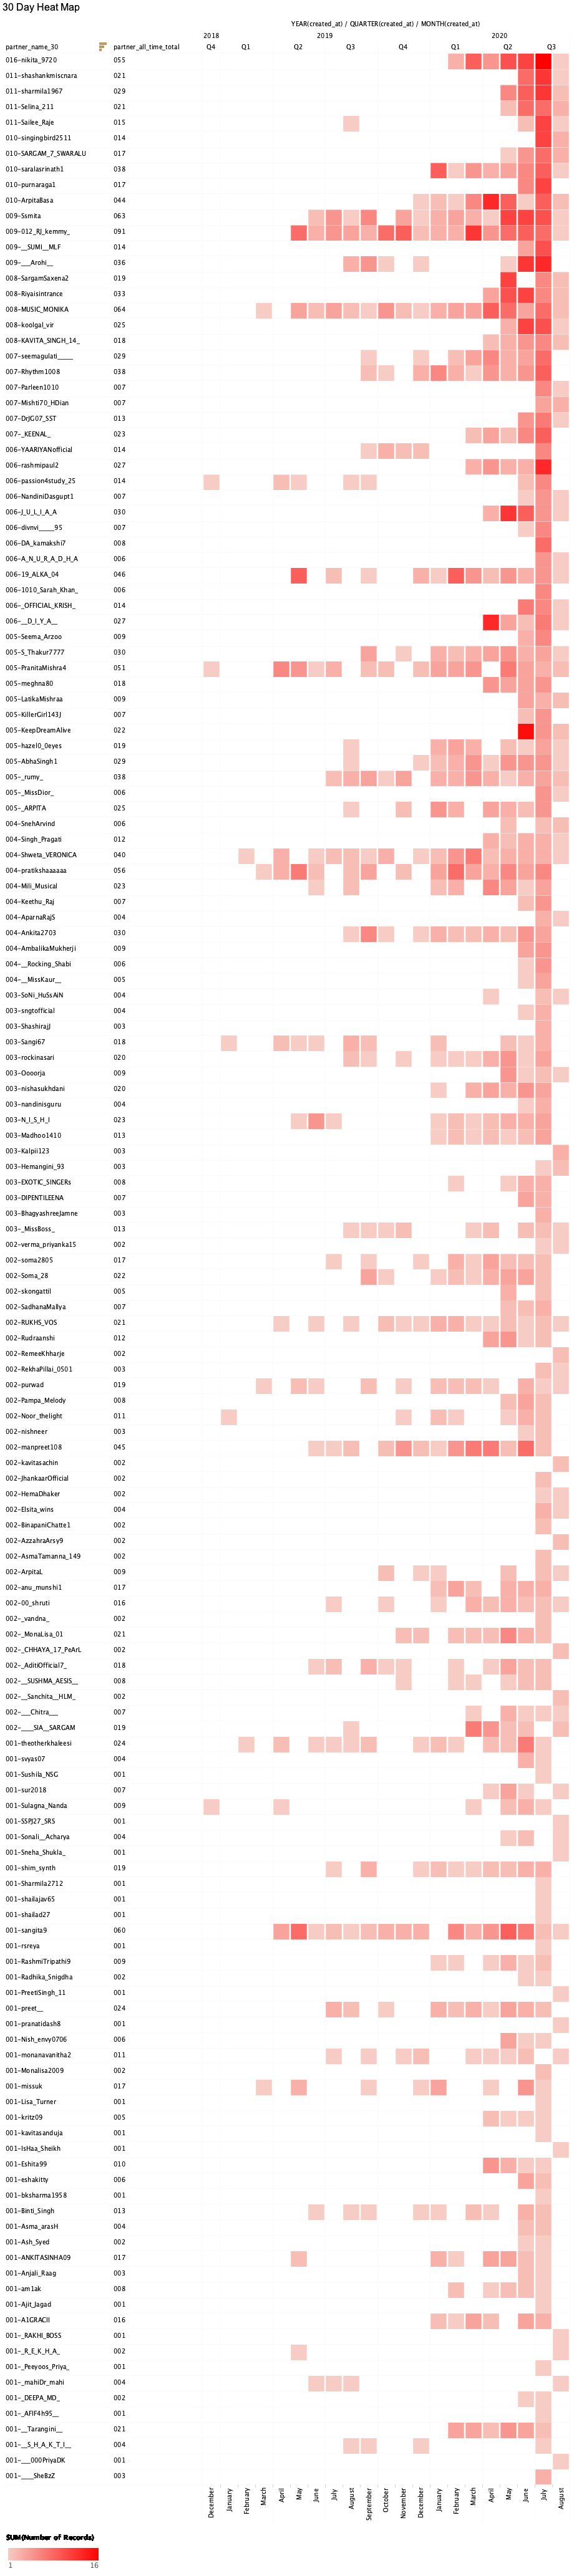 30 Day Heat Map
YEAR(created_at) / QUARTER(created_at) / MONTH(created_at)
2018 2019 2020
partner_name_30 partner_all_time_total Q4 Q1 Q2 Q3 Q4 Q1 Q2 Q3
016-nikita_9720 055
011-shashankmiscnara 021
011-sharmila1967 029
011-Selina_211 021
011-Sailee_Raje 015
010-singingbird2511 014
010-SARGAM_7_SWARALU 017
010-saralasrinath1 038
010-purnaraga1 017
010-ArpitaBasa 044
009-Ssmita 063
009-012_RJ_kemmy_ 091
009-__SUMI__MLF 014
009-___Arohi__ 036
008-SargamSaxena2 019
008-Riyaisintrance 033
008-MUSIC_MONIKA 064
008-koolgal_vir 025
008-KAVITA_SINGH_14_ 018
007-seemagulati____ 029
007-Rhythm1008 038
007-Parleen1010 007
007-Mishti70_HDian 007
007-DrJG07_SST 013
007-_KEENAL_ 023
006-YAARIYANofficial 014
006-rashmipaul2 027
006-passion4study_25 014
006-NandiniDasgupt1 007
006-J_U_L_I_A_A 030
006-divnvi_____95 007
006-DA_kamakshi7 008
006-A_N_U_R_A_D_H_A 006
006-19_ALKA_04 046
006-1010_Sarah_Khan_ 006
006-_OFFICIAL_KRISH_ 014
006-__D_I_Y_A__ 027
005-Seema_Arzoo 009
005-S_Thakur7777 030
005-PranitaMishra4 051
005-meghna80 018
005-LatikaMishraa 009
005-KillerGirl143J 007
005-KeepDreamAlive 022
005-hazel0_0eyes 019
005-AbhaSingh1 029
005-_rumy_ 038
005-_MissDior_ 006
005-_ARPITA 025
004-SnehArvind 006
004-Singh_Pragati 012
004-Shweta_VERONICA 040
004-pratikshaaaaaa 056
004-Mili_Musical 023
004-Keethu_Raj 007
004-AparnaRajS 004
004-Ankita2703 030
004-AmbalikaMukherji 009
004-__Rocking_Shabi 006
004-__MissKaur__ 005
003-SoNi_HuSsAiN 004
003-sngtofficial 004
003-ShashirajJ 003
003-Sangi67 018
003-rockinasari 020
003-Oooorja 009
003-nishasukhdani 020
003-nandinisguru 004
003-N_I_S_H_I 023
003-Madhoo1410 013
003-Kalpii123 003
003-Hemangini_93 003
003-EXOTIC_SINGERs 008
003-DIPENTILEENA 007
003-BhagyashreeJamne 003
003-_MissBoss_ 013
002-verma_priyanka15 002
002-soma2805 017
002-Soma_28 022
002-skongattil 005
002-SadhanaMallya 007
002-RUKHS_VOS 021
002-Rudraanshi 012
002-RemeeKhharje 002
002-RekhaPillai_0501 003
002-purwad 019
002-Pampa_Melody 008
002-Noor_thelight 011
002-nishneer 003
002-manpreet108 045
002-kavitasachin 002
002-JhankaarOfficial 002
002-HemaDhaker 002
002-Elsita_wins 004
002-BinapaniChatte1 002
002-AzzahraArsy9 002
002-AsmaTamanna_149 002
002-ArpitaL 009
002-anu_munshi1 017
002-00_shruti 016
002-_vandna_ 002
002-_MonaLisa_01 021
002-_CHHAYA_17_PeArL 002
002-_AditiOfficial7_ 018
002-__SUSHMA_AESIS__ 008
002-__Sanchita__HLM_ 002
002-___Chitra___ 007
002-____SIA__SARGAM 019
001-theotherkhaleesi 024
001-svyas07 004
001-Sushila_NSG 001
001-sur2018 007
001-Sulagna_Nanda 009
001-SSPJ27_SRS 001
001-Sonali__Acharya 004
001-Sneha_Shukla_ 001
001-shim_synth 019
001-Sharmila2712 001
001-shailajav65 001
001-shailad27 001
001-sangita9 060
001-rsreya 001
001-RashmiTripathi9 009
001-Radhika_Snigdha 002
001-PreetiSingh_11 001
001-preet__ 024
001-pranatidash8 001
001-Nish_envy0706 006
001-monanavanitha2 011
001-Monalisa2009 002
001-missuk 017
001-Lisa_Turner 001
001-kritz09 005
001-kavitasanduja 001
001-IsHaa_Sheikh 001
001-Eshita99 010
001-eshakitty 006
001-bksharma1958 001
001-Binti_Singh 013
001-Asma_arasH 004
001-Ash_Syed 002
001-ANKITASINHA09 017
001-Anjali_Raag 003
001-am1ak 008
001-Ajit_Jagad 001
001-A1GRACII 016
001-_RAKHI_BOSS 001
001-_R_E_K_H_A_ 002
001-_Peeyoos_Priya_ 001
001-_mahiDr_mahi 004
001-_DEEPA_MD_ 002
001-_AFIF4h95__ 001
001-__Tarangini__ 021
001-__S_H_A_K_T_I__ 004
001-___000PriyaDK 001
001-____SheBzZ 003
December January February March April May June July August September October November December January February March April May June July August
SUM(Number of Records)
1 16